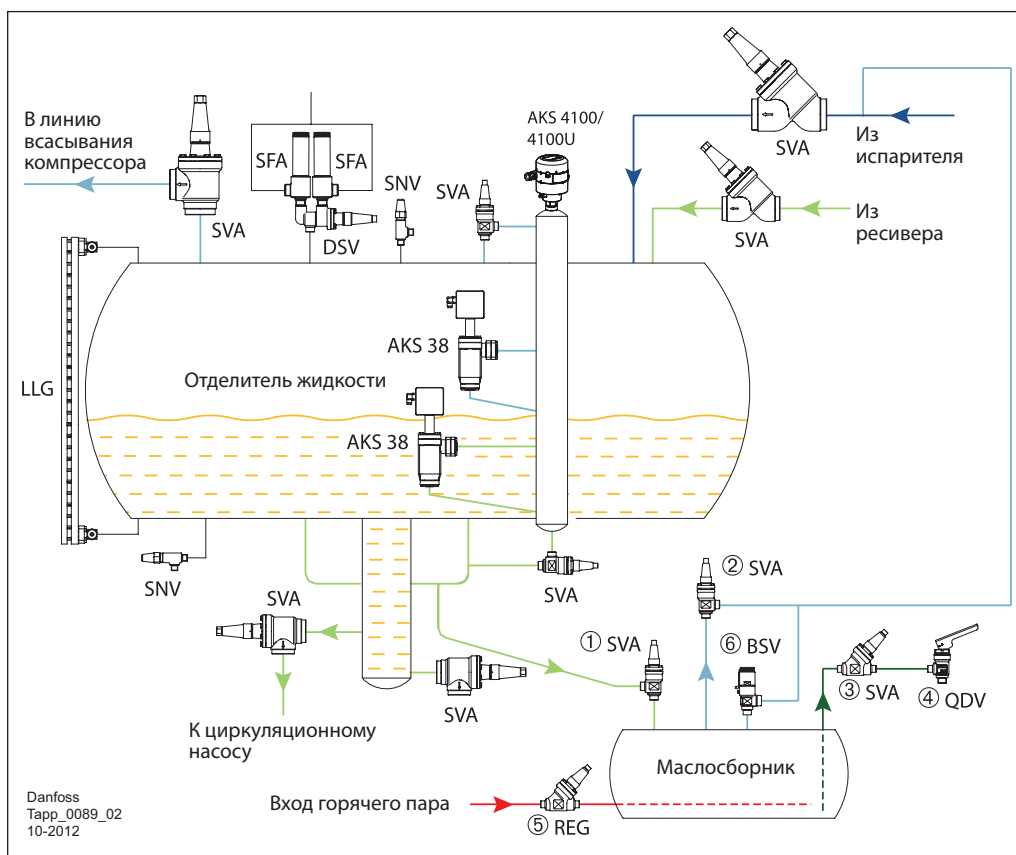 В линию
всасывания
компрессора
SVA
SFA
SFA
DSV
SNV
SVA
AKS 4100/
4100U
SVA
Из
испарителя
SVA
Из
ресивера
LLG
AKS 38
Отделитель жидкости
AKS 38
SNV
SVA
SVA
SVA
К циркуляционному
насосу
① SVA
② SVA
⑥ BSV
③ SVA
④ QDV
Маслосборник
Вход горячего пара
⑤ REG
Danfoss
Tapp_0089_02
10-2012